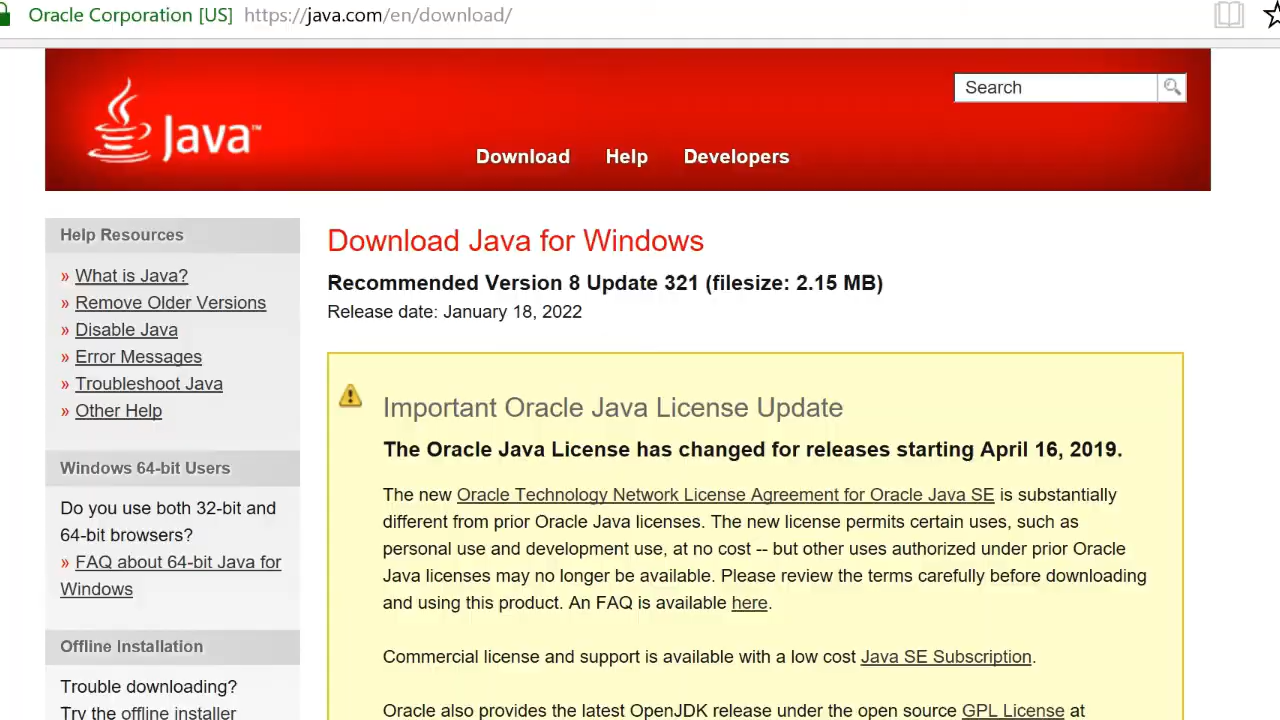 Oracle Corporation [US] https://java.com/en/download/
Java™
Search
Download Help Developers
Help Resources
» What is Java?
» Remove Older Versions
» Disable Java
» Error Messages
» Troubleshoot Java
» Other Help
Windows 64-bit Users
Do you use both 32-bit and
64-bit browsers?
» FAQ about 64-bit Java for
Windows
Offline Installation
Trouble downloading?
Try the offline installer
Download Java for Windows
Recommended Version 8 Update 321 (filesize: 2.15 MB)
Release date: January 18, 2022
Important Oracle Java License Update
The Oracle Java License has changed for releases starting April 16, 2019.
The new Oracle Technology Network License Agreement for Oracle Java SE is substantially
different from prior Oracle Java licenses. The new license permits certain uses, such as
personal use and development use, at no cost -- but other uses authorized under prior Oracle
Java licenses may no longer be available. Please review the terms carefully before downloading
and using this product. An FAQ is available here.
Commercial license and support is available with a low cost Java SE Subscription.
Oracle also provides the latest OpenJDK release under the open source GPL License at